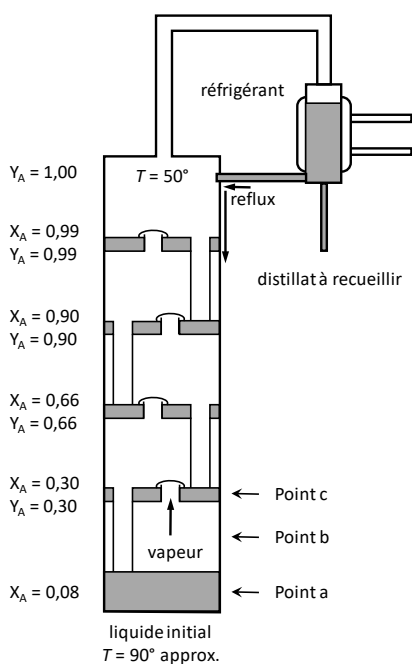 réfrigérant
Y_A = 1,00
T = 50°
reflux
X_A = 0,99
Y_A = 0,99
distillat à recueillir
X_A = 0,90
Y_A = 0,90
X_A = 0,66
Y_A = 0,66
X_A = 0,30
Y_A = 0,30
Point c
vapeur
Point b
X_A = 0,08
Point a
liquide initial
T = 90° approx.